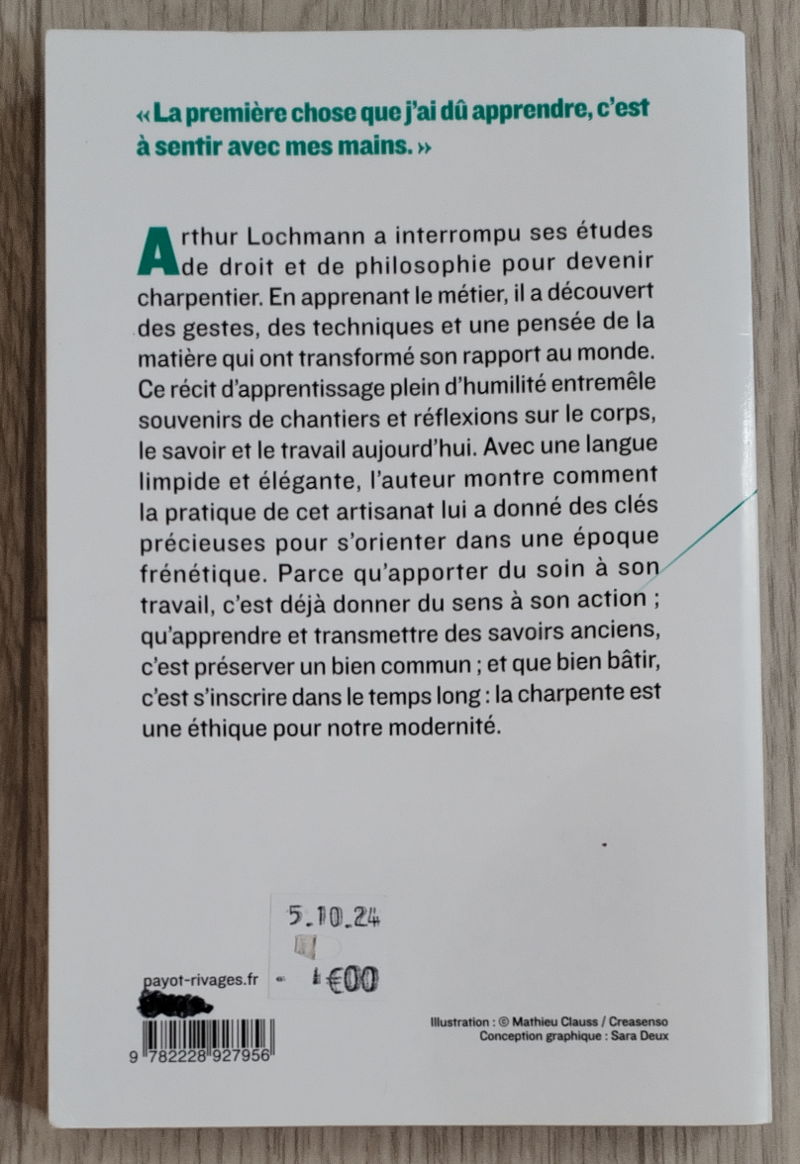 « La première chose que j'ai dû apprendre, c'est
à sentir avec mes mains. »
Arthur Lochmann a interrompu ses études
de droit et de philosophie pour devenir
charpentier. En apprenant le métier, il a découvert
des gestes, des techniques et une pensée de la
matière qui ont transformé son rapport au monde.
Ce récit d'apprentissage plein d'humilité entremêle
souvenirs de chantiers et réflexions sur le corps,
le savoir et le travail aujourd'hui. Avec une langue
limpide et élégante, l'auteur montre comment
la pratique de cet artisanat lui a donné des clés
précieuses pour s'orienter dans une époque
frénétique. Parce qu'apporter du soin à son
travail, c'est déjà donner du sens à son action ;
qu'apprendre et transmettre des savoirs anciens,
c'est préserver un bien commun ; et que bien bâtir,
c'est s'inscrire dans le temps long : la charpente est
une éthique pour notre modernité.
5.10.24
payot-rivages.fr
€00
Illustration : © Mathieu Clauss / Creasenso
Conception graphique : Sara Deux
9 782228 927956